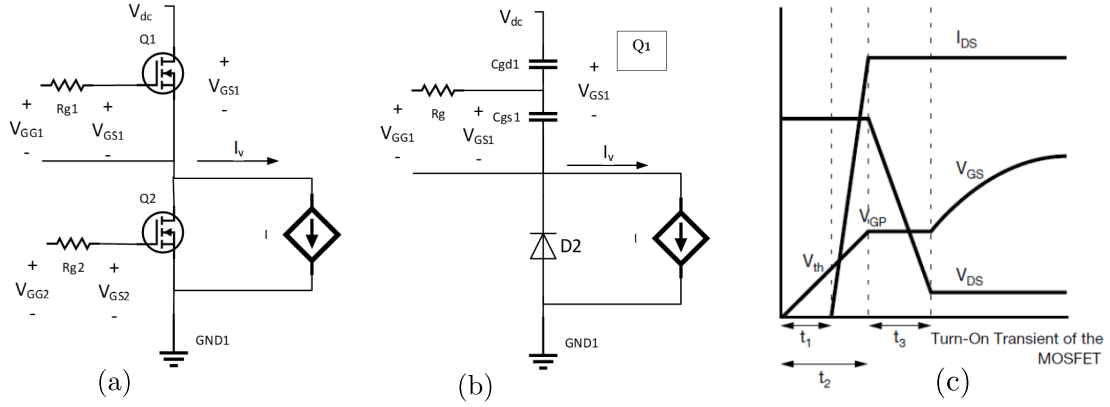 Vdc
Q1
+
VGS1
-
+
VGG1
-
Rg1
+
VGS1
-
Iv
Q2
I
+
VGG2
-
Rg2
+
VGS2
-
GND1
(a)
Vdc
Q1
Cgd1
+
VGS1
-
+
VGG1
-
Rg
+
VGS1
-
Cgs1
Iv
D2
I
GND1
(b)
IDS
VGS
VGP
Vth
VDS
t1
t3
t2
Turn-On Transient of the
MOSFET
(c)